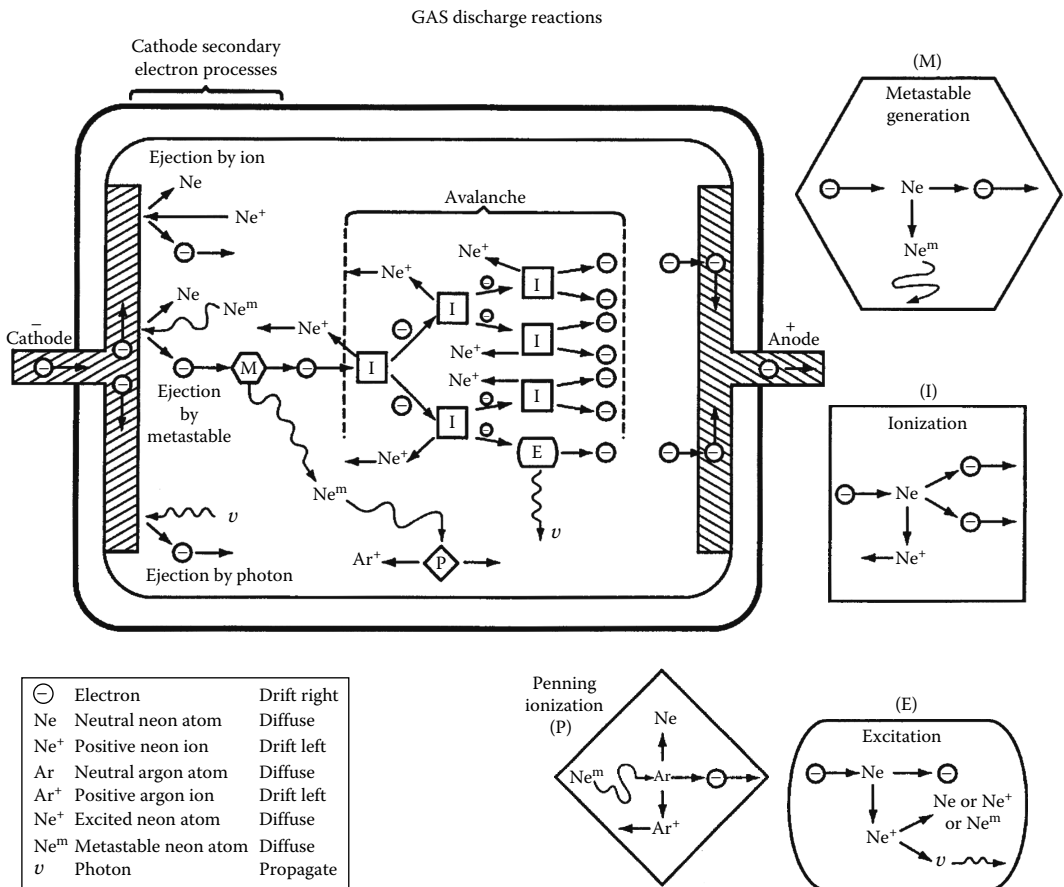 GAS discharge reactions
Cathode secondary
electron processes
Ejection by ion
Ne
Ne⁺
⊖
Avalanche
Ne
Neᵐ
−
Cathode
⊖
⊖
⊖
⊖
M
⊖
Ejection
by
metastable
Ne⁺
I
⊖
⊖
Ne⁺
I
I
Ne⁺
⊖
⊖
⊖
⊖
Ne⁺
I
I
Ne⁺
Ne⁺
I
E
⊖
⊖
⊖
⊖
⊖
⊖
⊖
υ
Neᵐ
Ar⁺
P
υ
⊖
Ejection by photon
⊖
⊖
+
Anode
⊖
⊖
⊖
(M)
Metastable
generation
⊖ Ne ⊖
Neᵐ
(I)
Ionization
⊖
⊖ Ne
⊖
Ne⁺
⊖ Electron Drift right
Ne Neutral neon atom Diffuse
Ne⁺ Positive neon ion Drift left
Ar Neutral argon atom Diffuse
Ar⁺ Positive argon ion Drift left
Ne⁺ Excited neon atom Diffuse
Neᵐ Metastable neon atom Diffuse
υ Photon Propagate
Penning
ionization
(P)
Ne
Neᵐ Ar ⊖
Ar⁺
(E)
Excitation
⊖ Ne ⊖
Ne or Ne⁺
or Neᵐ
Ne⁺
υ